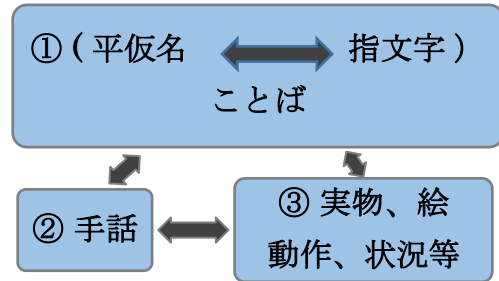 ① ( 平仮名 指文字 )
ことば
② 手話
③ 実物、絵
動作、状況等